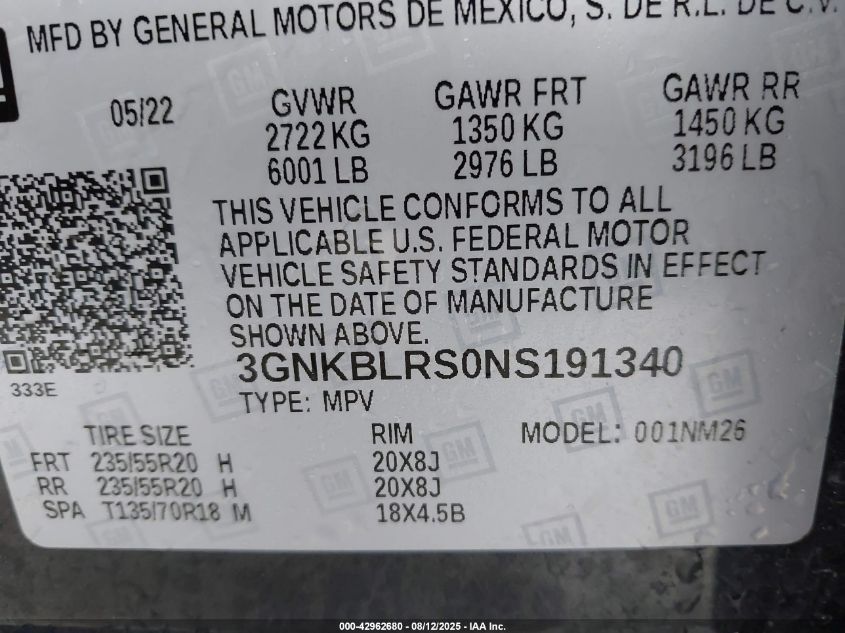 MFD BY GENERAL MOTORS DE MEXICO, S. DE R.L. DE C.V.
05/22 GVWR GAWR FRT GAWR RR
2722 KG 1350 KG 1450 KG
6001 LB 2976 LB 3196 LB
THIS VEHICLE CONFORMS TO ALL
APPLICABLE U.S. FEDERAL MOTOR
VEHICLE SAFETY STANDARDS IN EFFECT
ON THE DATE OF MANUFACTURE
SHOWN ABOVE.
3GNKBLRS0NS191340
333E
TYPE: MPV
TIRE SIZE RIM MODEL: 001NM26
FRT 235/55R20 H 20X8J
RR 235/55R20 H 20X8J
SPA T135/70R18 M 18X4.5B
000-42962680 - 08/12/2025 - IAA Inc.